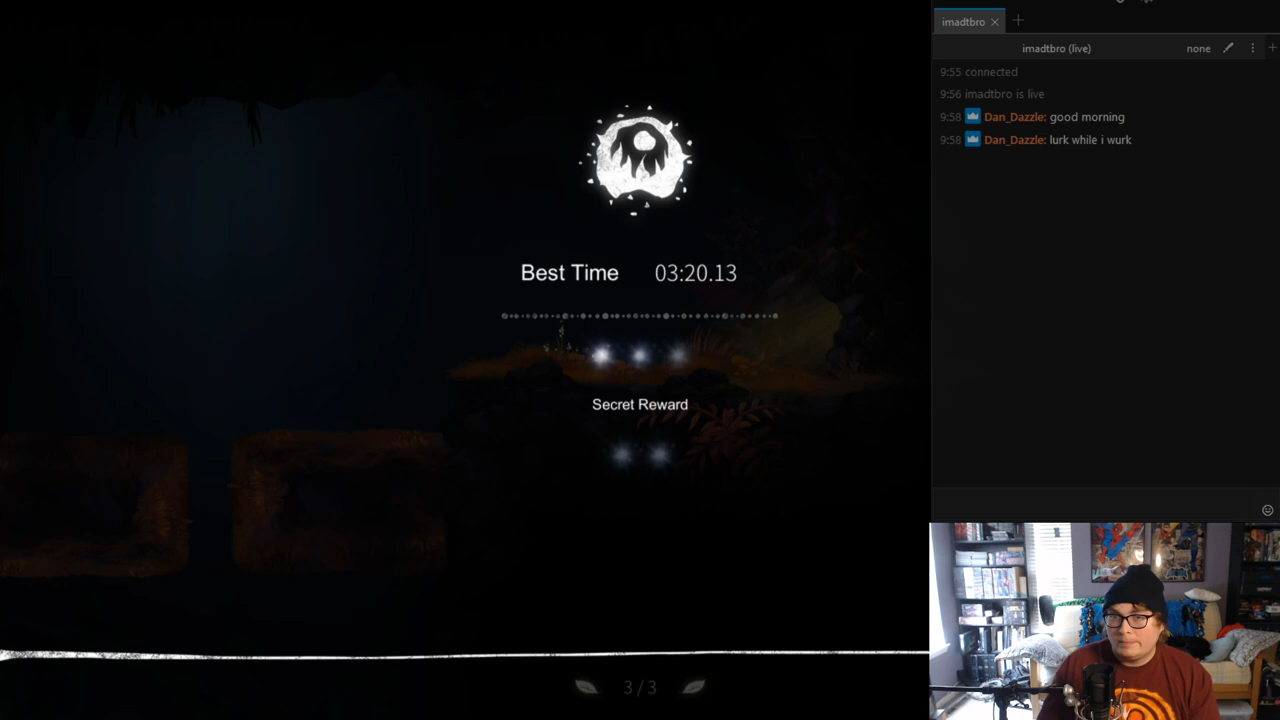 imadtbro
imadtbro (live)
none
9:55 connected
9:56 imadtbro is live
9:58 Dan_Dazzle: good morning
9:58 Dan_Dazzle: lurk while i wurk
Best Time 03:20.13
Secret Reward
3/3